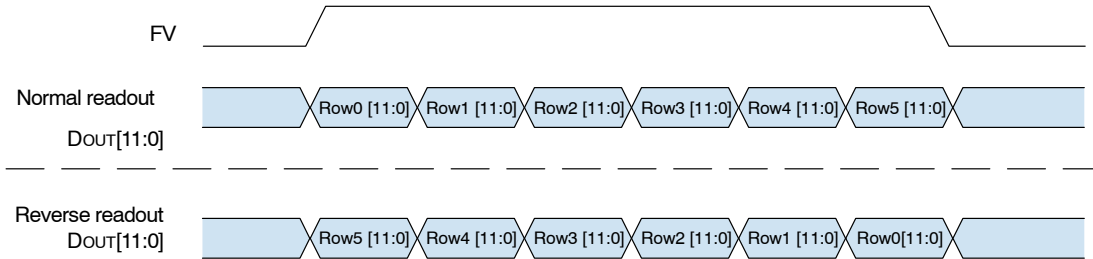 FV
Normal readout
DOUT[11:0]
Row0 [11:0] Row1 [11:0] Row2 [11:0] Row3 [11:0] Row4 [11:0] Row5 [11:0]
Reverse readout
DOUT[11:0]
Row5 [11:0] Row4 [11:0] Row3 [11:0] Row2 [11:0] Row1 [11:0] Row0[11:0]